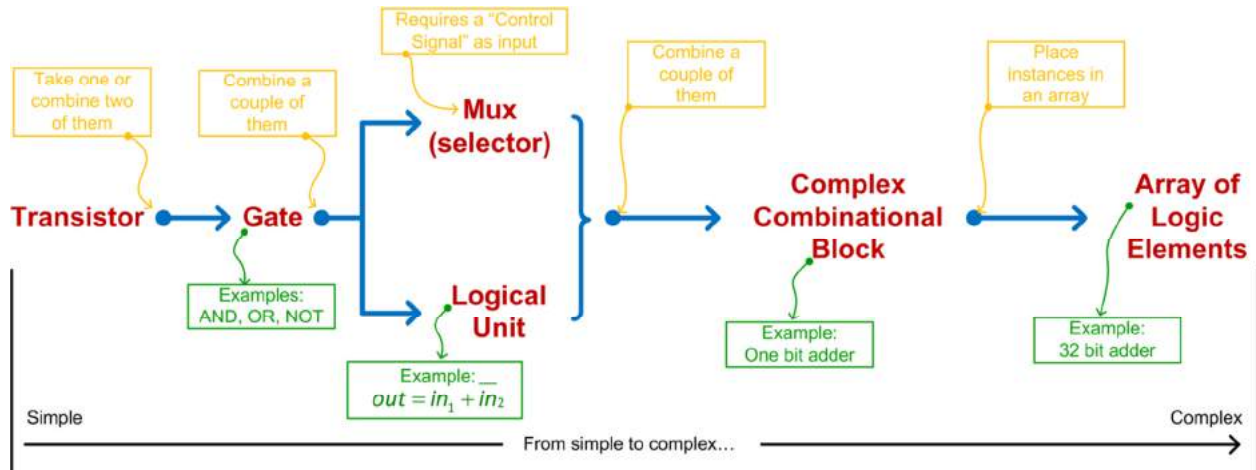 Requires a “Control
Signal” as input
Take one or
combine two
of them
Combine a
couple of
them
Combine a
couple of
them
Place
instances in
an array
Mux
(selector)
Transistor
Gate
Complex
Combinational
Block
Array of
Logic
Elements
Examples:
AND, OR, NOT
Logical
Unit
Example:
One bit adder
Example:
32 bit adder
Example:
out = in₁ + in₂
Simple
Complex
From simple to complex…